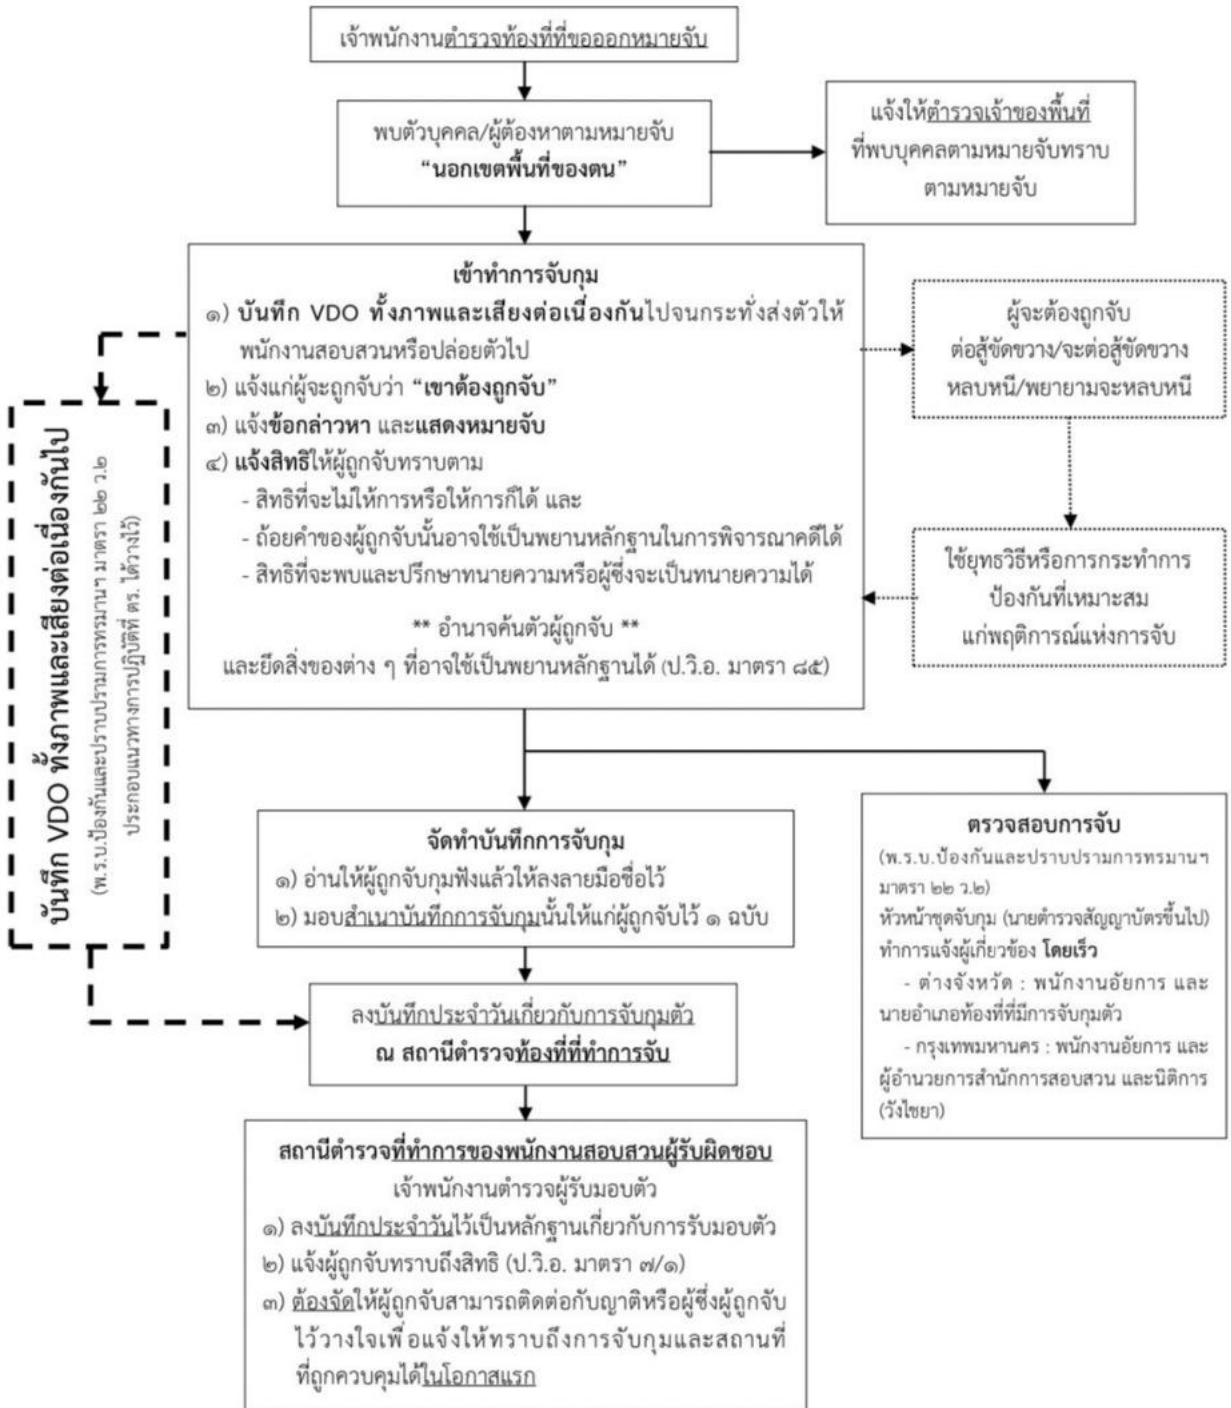 เจ้าพนักงานตำรวจท้องที่ที่ขอออกหมายจับ
พบตัวบุคคล/ผู้ต้องหาตามหมายจับ
“นอกเขตพื้นที่ของตน”
แจ้งให้ตำรวจเจ้าของพื้นที่
ที่พบบุคคลตามหมายจับทราบ
ตามหมายจับ
เข้าทำการจับกุม
๑) บันทึก VDO ทั้งภาพและเสียงต่อเนื่องกันไปจนกระทั่งส่งตัวให้
พนักงานสอบสวนหรือปล่อยตัวไป
๒) แจ้งแก่ผู้จะถูกจับว่า “เขาต้องถูกจับ”
๓) แจ้งข้อกล่าวหา และแสดงหมายจับ
๔) แจ้งสิทธิให้ผู้ถูกจับทราบตาม
- สิทธิที่จะไม่ให้การหรือให้การก็ได้ และ
- ถ้อยคำของผู้ถูกจับนั้นอาจใช้เป็นพยานหลักฐานในการพิจารณาคดีได้
- สิทธิที่จะพบและปรึกษาทนายความหรือผู้ซึ่งจะเป็นทนายความได้
** อำนาจค้นตัวผู้ถูกจับ **
และยึดสิ่งของต่าง ๆ ที่อาจใช้เป็นพยานหลักฐานได้ (ป.วิ.อ. มาตรา ๘๕)
ผู้จะต้องถูกจับ
ต่อสู้ขัดขวาง/จะต่อสู้ขัดขวาง
หลบหนี/พยายามจะหลบหนี
ใช้ยุทธวิธีหรือการกระทำการ
ป้องกันที่เหมาะสม
แก่พฤติการณ์แห่งการจับ
บันทึก VDO ทั้งภาพและเสียงต่อเนื่องกันไป
(พ.ร.บ.ป้องกันและปราบปรามการทรมานฯ มาตรา ๒๒ ว.๒
ประกอบแนวทางการปฏิบัติที่ ตร. ได้วางไว้)
จัดทำบันทึกการจับกุม
๑) อ่านให้ผู้ถูกจับกุมฟังแล้วให้ลงลายมือชื่อไว้
๒) มอบสำเนาบันทึกการจับกุมนั้นให้แก่ผู้ถูกจับไว้ ๑ ฉบับ
ตรวจสอบการจับ
(พ.ร.บ.ป้องกันและปราบปรามการทรมานฯ
มาตรา ๒๒ ว.๒)
หัวหน้าชุดจับกุม (นายตำรวจสัญญาบัตรขึ้นไป)
ทำการแจ้งผู้เกี่ยวข้อง โดยเร็ว
- ต่างจังหวัด : พนักงานอัยการ และ
นายอำเภอท้องที่ที่มีการจับกุมตัว
- กรุงเทพมหานคร : พนักงานอัยการ และ
ผู้อำนวยการสำนักการสอบสวน และนิติการ
(วังไชยา)
ลงบันทึกประจำวันเกี่ยวกับการจับกุมตัว
ณ สถานีตำรวจท้องที่ที่ทำการจับ
สถานีตำรวจที่ทำการของพนักงานสอบสวนผู้รับผิดชอบ
เจ้าพนักงานตำรวจผู้รับมอบตัว
๑) ลงบันทึกประจำวันไว้เป็นหลักฐานเกี่ยวกับการรับมอบตัว
๒) แจ้งผู้ถูกจับทราบถึงสิทธิ (ป.วิ.อ. มาตรา ๗/๑)
๓) ต้องจัดให้ผู้ถูกจับสามารถติดต่อกับญาติหรือผู้ซึ่งผู้ถูกจับ
ไว้วางใจเพื่อแจ้งให้ทราบถึงการจับกุมและสถานที่
ที่ถูกควบคุมได้ในโอกาสแรก